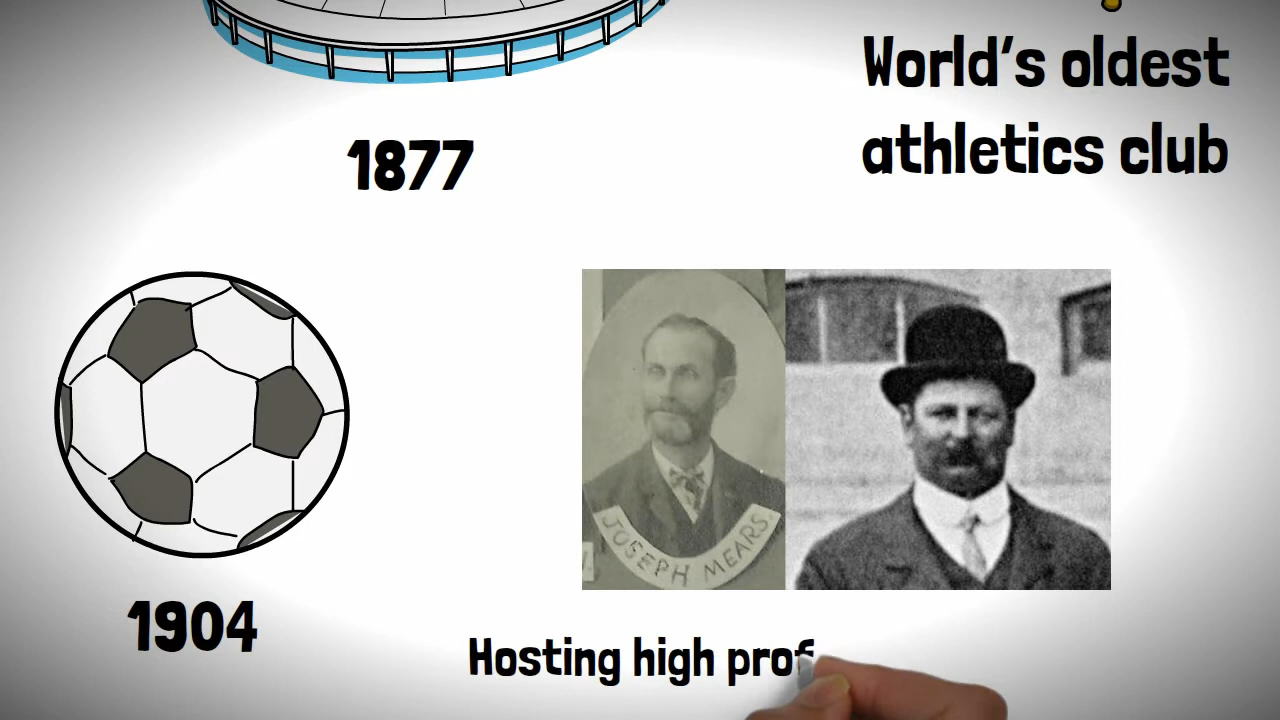 World's oldest
athletics club
1877
JOSEPH MEARS.
1904
Hosting high prof